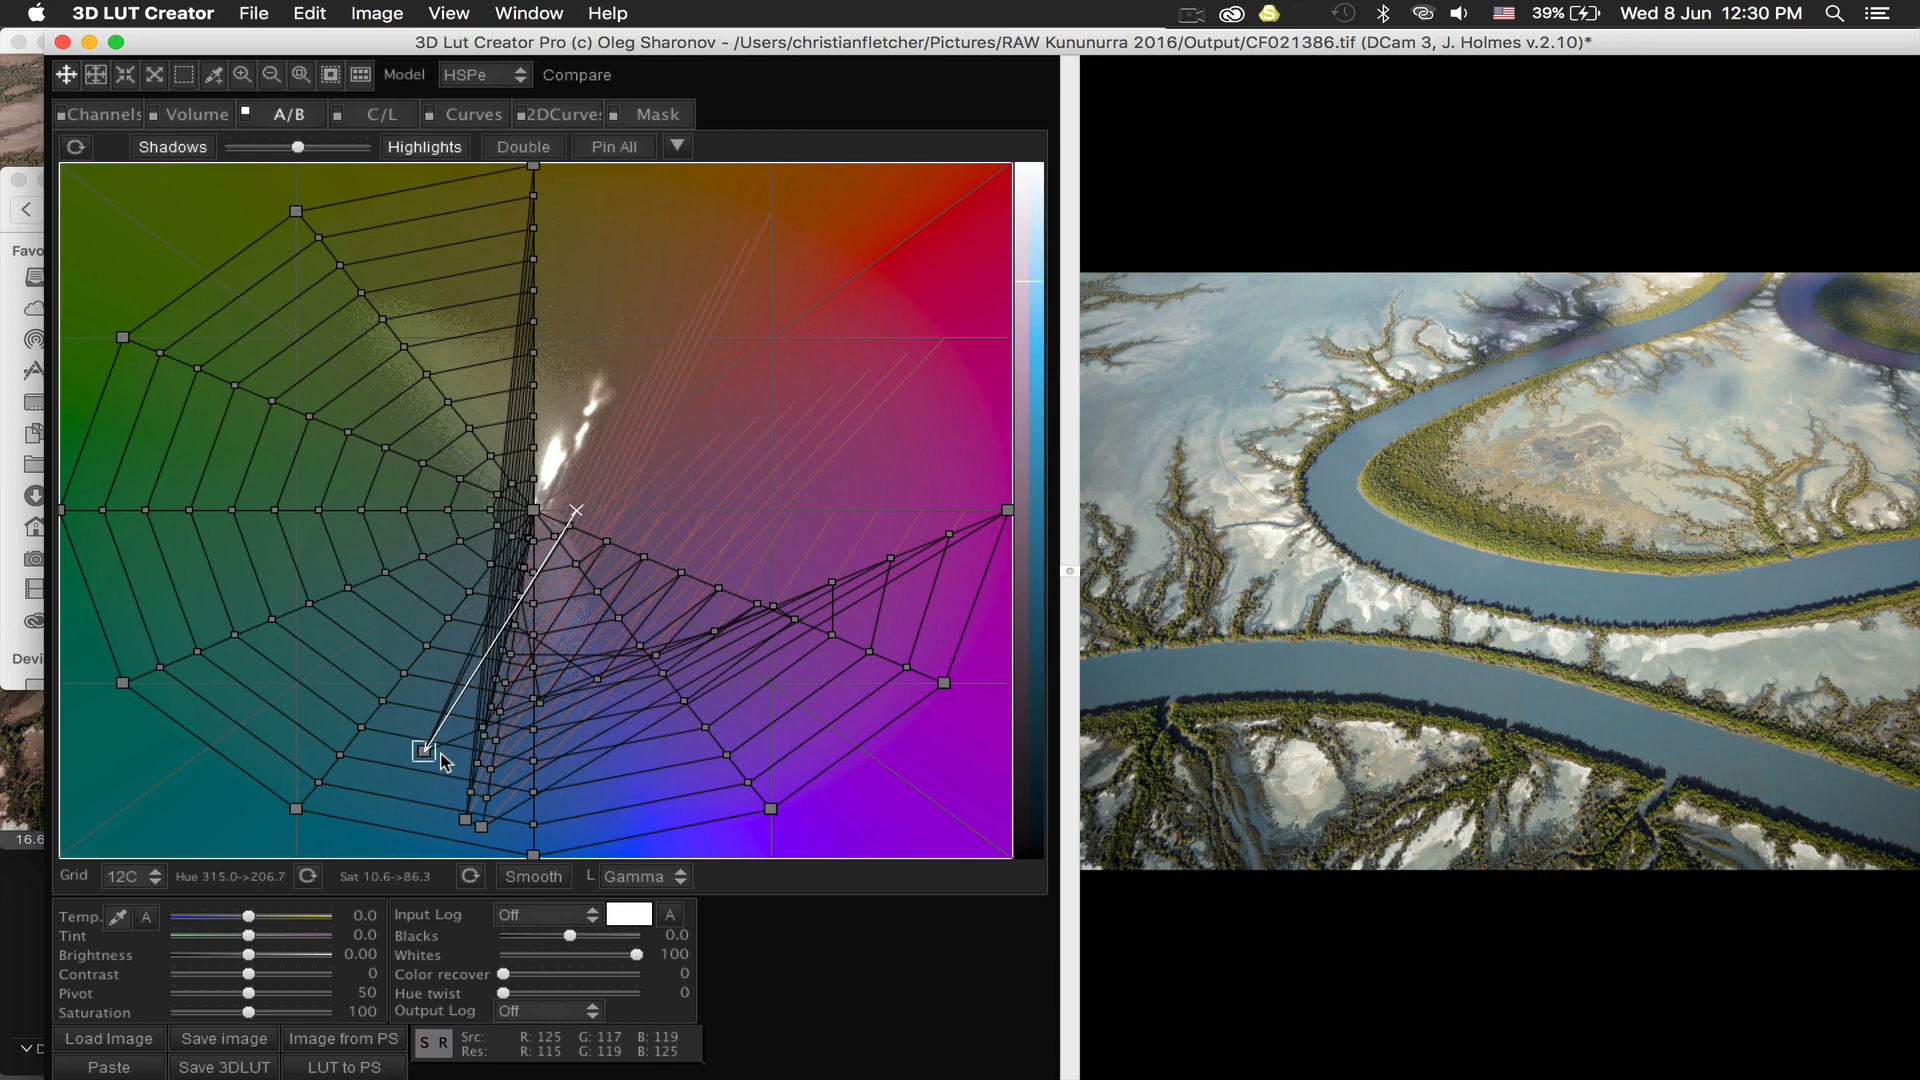 3D LUT Creator File Edit Image View Window Help 39% Wed 8 Jun 12:30 PM
3D Lut Creator Pro (c) Oleg Sharonov - /Users/christianfletcher/Pictures/RAW Kununurra 2016/Output/CF021386.tif (DCam 3, J. Holmes v.2.10)*
Model HSPe Compare
Channels Volume A/B C/L Curves 2DCurves Mask
Shadows Highlights Double Pin All
Favo
Devi
16.6
Grid 12C Hue 315.0->206.7 Sat 10.6->86.3 Smooth L Gamma
Temp. A 0.0 Input Log Off A
Tint 0.0 Blacks 0.0
Brightness 0.00 Whites 100
Contrast 0 Color recover 0
Pivot 50 Hue twist 0
Saturation 100 Output Log Off
Load Image Save image Image from PS S R Src: R: 125 G: 117 B: 119
Res: R: 115 G: 119 B: 125
Paste Save 3DLUT LUT to PS